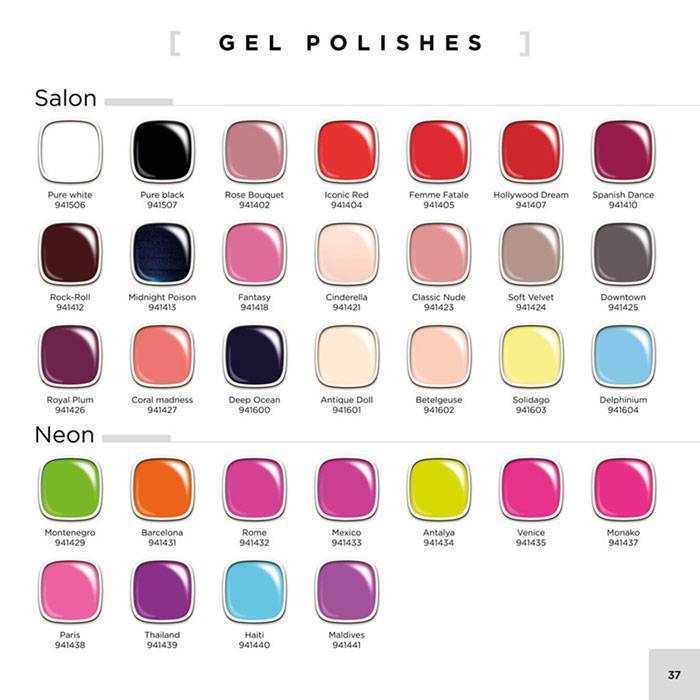 [ GEL POLISHES ]
Salon
Pure white Pure black Rose Bouquet Iconic Red Femme Fatale Hollywood Dream Spanish Dance
941506 941507 941402 941404 941405 941407 941410
Rock-Roll Midnight Poison Fantasy Cinderella Classic Nude Soft Velvet Downtown
941412 941413 941418 941421 941423 941424 941425
Royal Plum Coral madness Deep Ocean Antique Doll Betelgeuse Solidago Delphinium
941426 941427 941600 941601 941602 941603 941604
Neon
Montenegro Barcelona Rome Mexico Antalya Venice Monako
941429 941431 941432 941433 941434 941435 941437
Paris Thailand Haiti Maldives
941438 941439 941440 941441
37